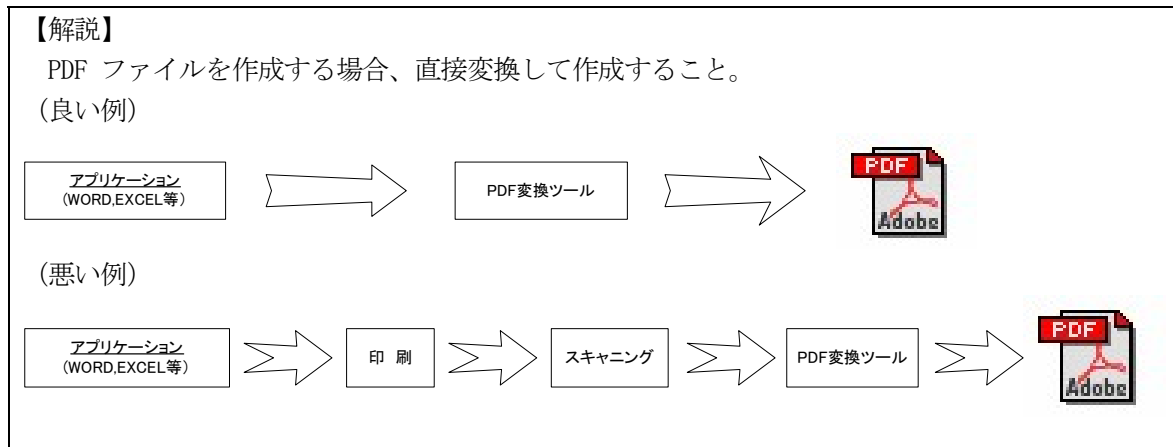 【解説】
PDF ファイルを作成する場合、直接変換して作成すること。
（良い例）
アプリケーション
(WORD,EXCEL等)
PDF変換ツール
PDF
Adobe
（悪い例）
アプリケーション
(WORD,EXCEL等)
印 刷
スキャニング
PDF変換ツール
PDF
Adobe